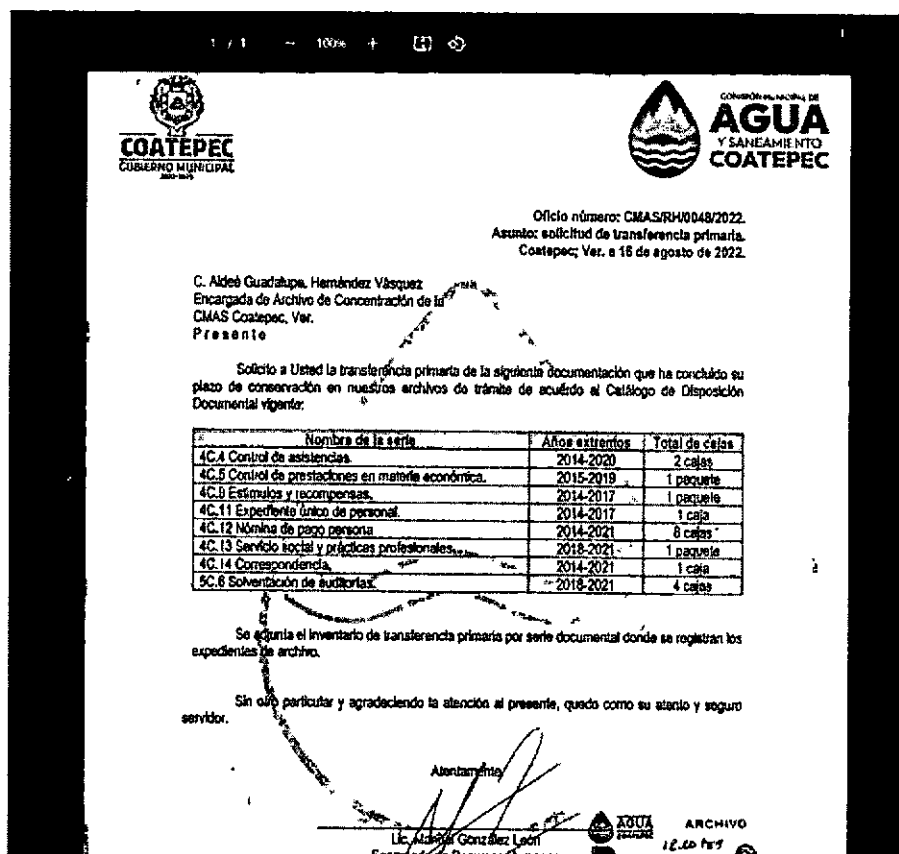 1 / 1 − 100% +
COATEPEC
GOBIERNO MUNICIPAL
COMISIÓN MUNICIPAL DE
AGUA
Y SANEAMIENTO
COATEPEC
Oficio número: CMAS/RH/0048/2022.
Asunto: solicitud de transferencia primaria.
Coatepec; Ver. a 16 de agosto de 2022.
C. Aideé Guadalupe. Hernández Vásquez
Encargada de Archivo de Concentración de la
CMAS Coatepec, Ver.
Presente
Solicito a Usted la transferencia primaria de la siguiente documentación que ha concluido su
plazo de conservación en nuestros archivos de trámite de acuerdo al Catálogo de Disposición
Documental vigente:
Nombre de la serie Años extremos Total de cajas
4C.4 Control de asistencias. 2014-2020 2 cajas
4C.5 Control de prestaciones en materia económica. 2015-2019 1 paquete
4C.9 Estímulos y recompensas. 2014-2017 1 paquete
4C.11 Expediente único de personal. 2014-2017 1 caja
4C.12 Nómina de pago persona 2014-2021 8 cajas
4C.13 Servicio social y prácticas profesionales. 2018-2021 1 paquete
4C.14 Correspondencia. 2014-2021 1 caja
5C.6 Solventación de auditorías. 2018-2021 4 cajas
Se adjunta el inventario de transferencia primaria por serie documental donde se registran los
expedientes de archivo.
Sin otro particular y agradeciendo la atención al presente, quedo como su atento y seguro
servidor.
Atentamente
Lic. González León
AGUA
ARCHIVO